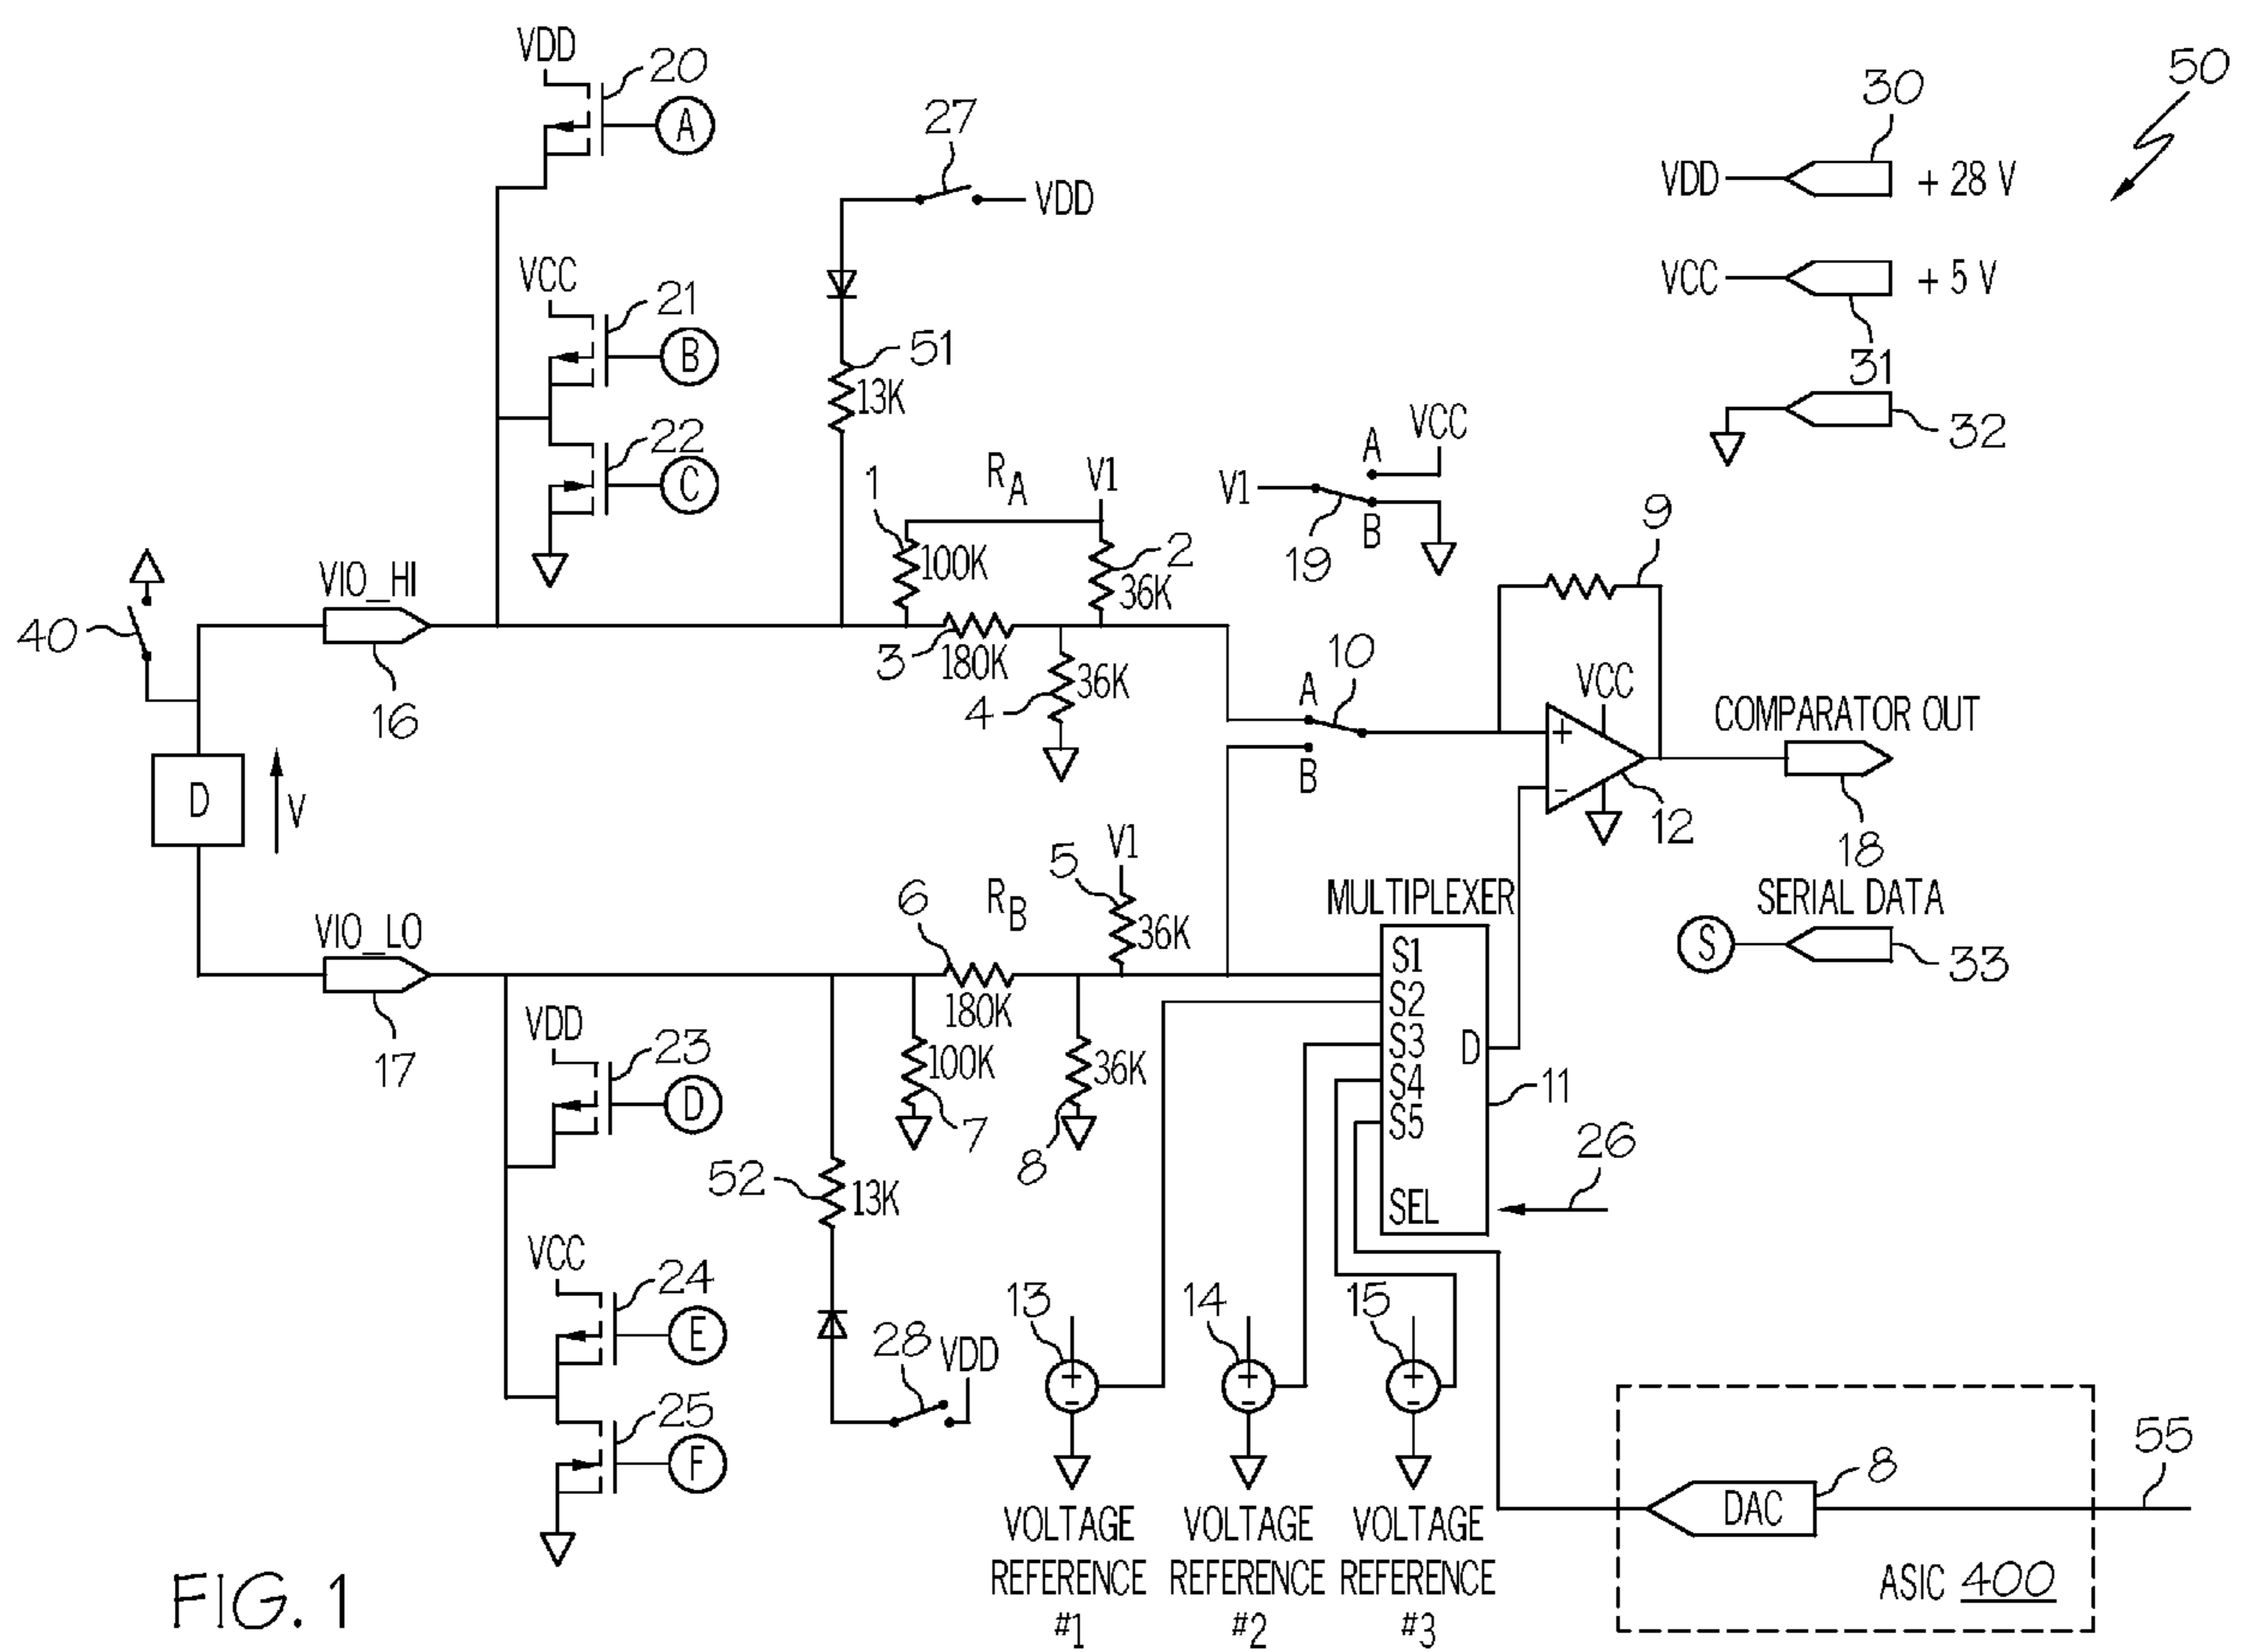 VDD
20
A
27
VDD
50
30
VDD
+ 28 V
VCC
21
B
51
13K
VCC
+ 5 V
31
22
C
32
1
RA
V1
100K
2
36K
3
180K
4
36K
V1
A
VCC
B
19
9
40
VIO_HI
16
A
10
B
VCC
+
-
12
COMPARATOR OUT
18
D
V
VIO_LO
17
6
RB
180K
5
V1
36K
MULTIPLEXER
S1
S2
S3
S4
S5
D
SEL
11
26
SERIAL DATA
S
33
VDD
23
D
100K
7
36K
8
52
13K
VCC
24
E
25
F
28
VDD
13
+
-
14
+
-
15
+
-
VOLTAGE
REFERENCE
#1
VOLTAGE
REFERENCE
#2
VOLTAGE
REFERENCE
#3
DAC
8
55
ASIC 400
FIG. 1